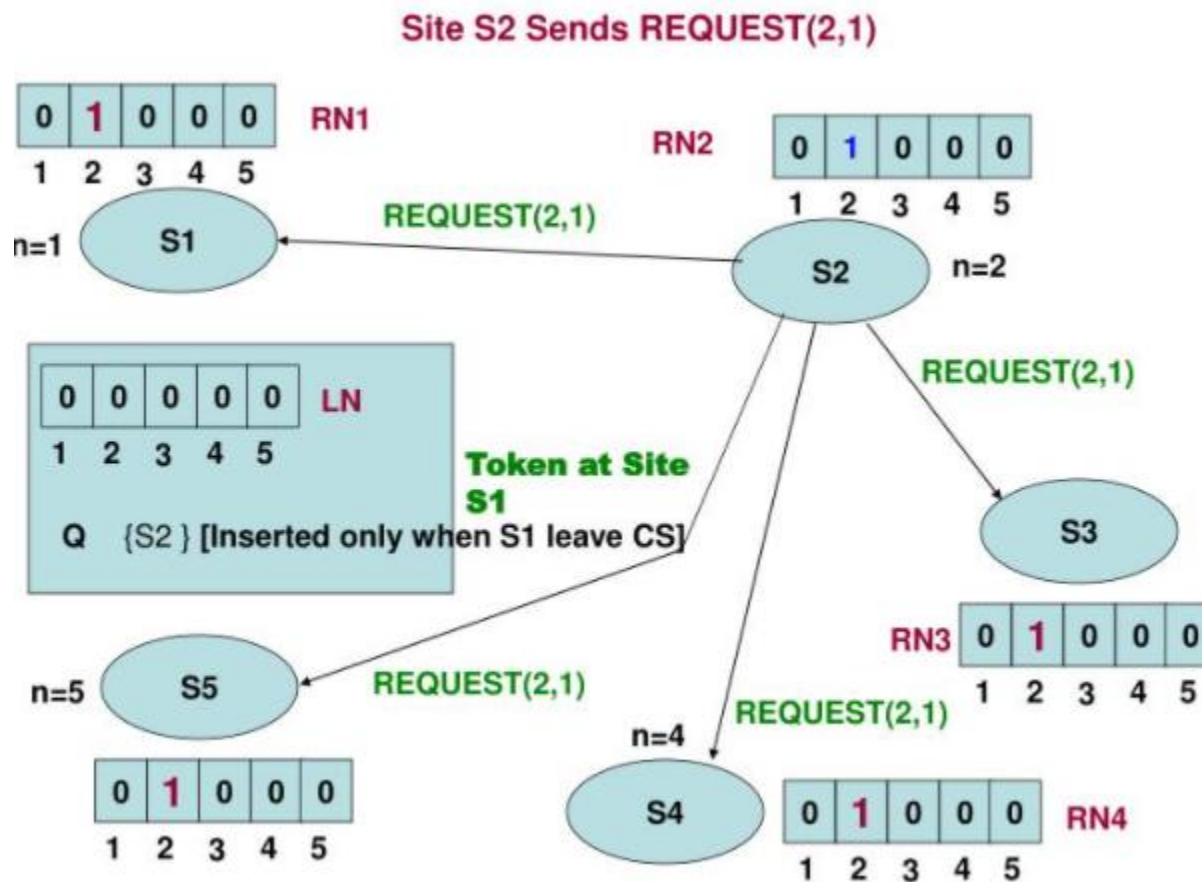 Site S2 Sends REQUEST(2,1)
0 1 0 0 0 RN1
1 2 3 4 5
RN2 0 1 0 0 0
1 2 3 4 5
REQUEST(2,1)
n=1 S1
S2 n=2
REQUEST(2,1)
0 0 0 0 0 LN
1 2 3 4 5
Token at Site
S1
Q {S2 } [Inserted only when S1 leave CS]
S3
RN3 0 1 0 0 0
1 2 3 4 5
n=5 S5
REQUEST(2,1)
REQUEST(2,1)
n=4
S4
0 1 0 0 0
1 2 3 4 5
0 1 0 0 0 RN4
1 2 3 4 5